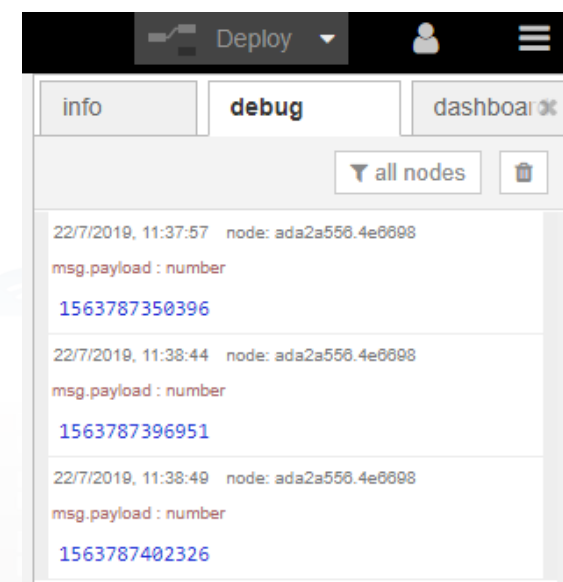 Deploy
info debug dashboar
all nodes
22/7/2019, 11:37:57 node: ada2a556.4e6698
msg.payload : number
1563787350396
22/7/2019, 11:38:44 node: ada2a556.4e6698
msg.payload : number
1563787396951
22/7/2019, 11:38:49 node: ada2a556.4e6698
msg.payload : number
1563787402326